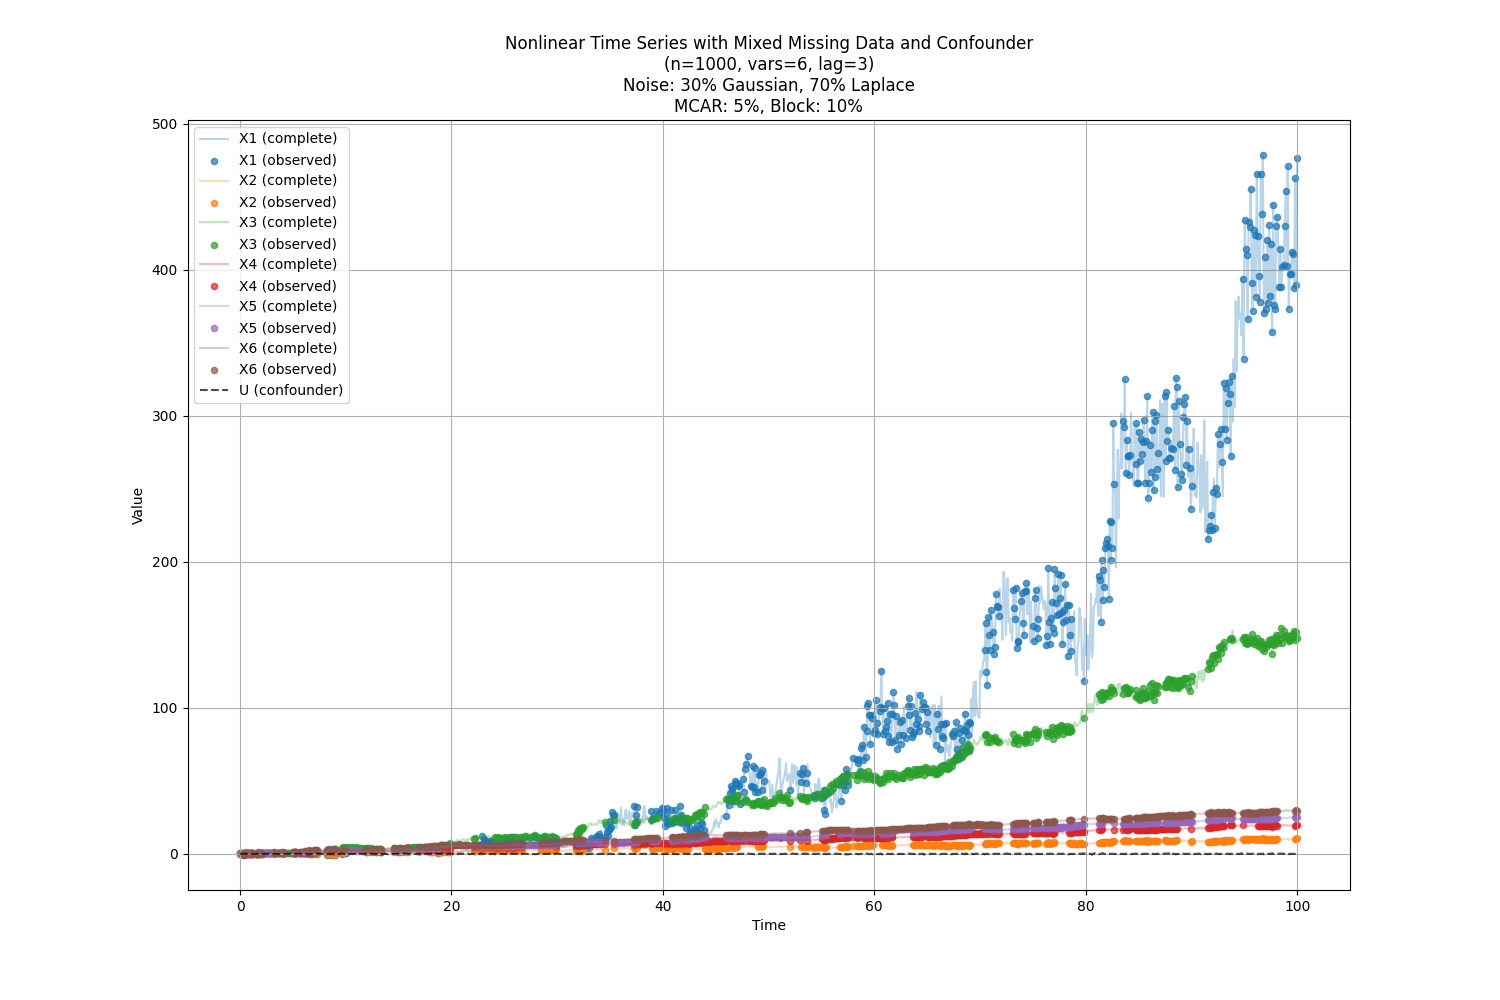 Nonlinear Time Series with Mixed Missing Data and Confounder
(n=1000, vars=6, lag=3)
Noise: 30% Gaussian, 70% Laplace
MCAR: 5%, Block: 10%
X1 (complete)
X1 (observed)
X2 (complete)
X2 (observed)
X3 (complete)
X3 (observed)
X4 (complete)
X4 (observed)
X5 (complete)
X5 (observed)
X6 (complete)
X6 (observed)
U (confounder)
Value
500
400
300
200
100
0
0 20 40 60 80 100
Time